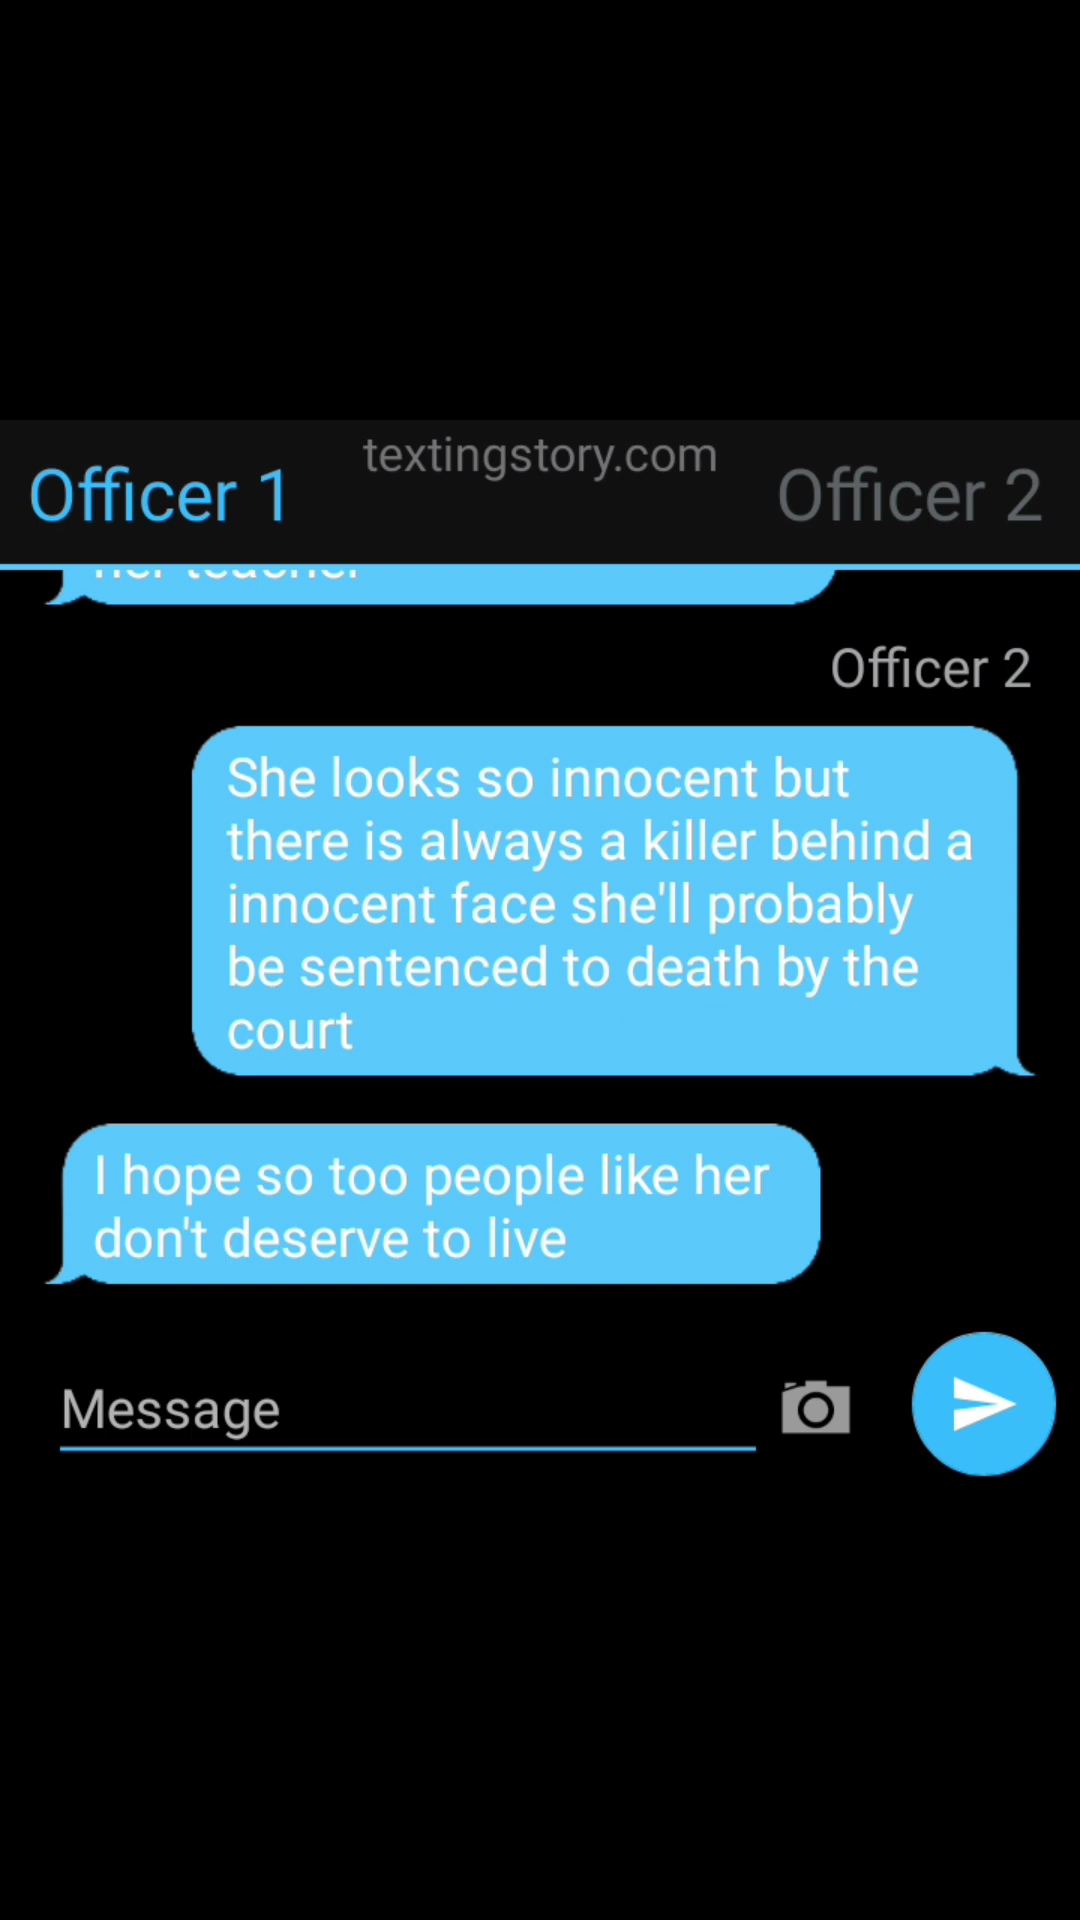 textingstory.com
Officer 1
Officer 2
her teacher
Officer 2
She looks so innocent but
there is always a killer behind a
innocent face she'll probably
be sentenced to death by the
court
I hope so too people like her
don't deserve to live
Message